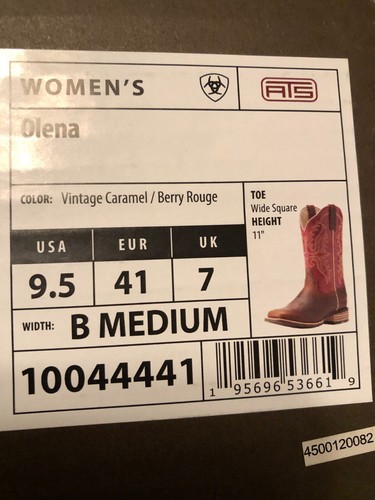 WOMEN'S
ATS
Olena
COLOR: Vintage Caramel / Berry Rouge
TOE
Wide Square
HEIGHT
11"
USA EUR UK
9.5 41 7
WIDTH: B MEDIUM
10044441
1 95696 53661 9
4500120082